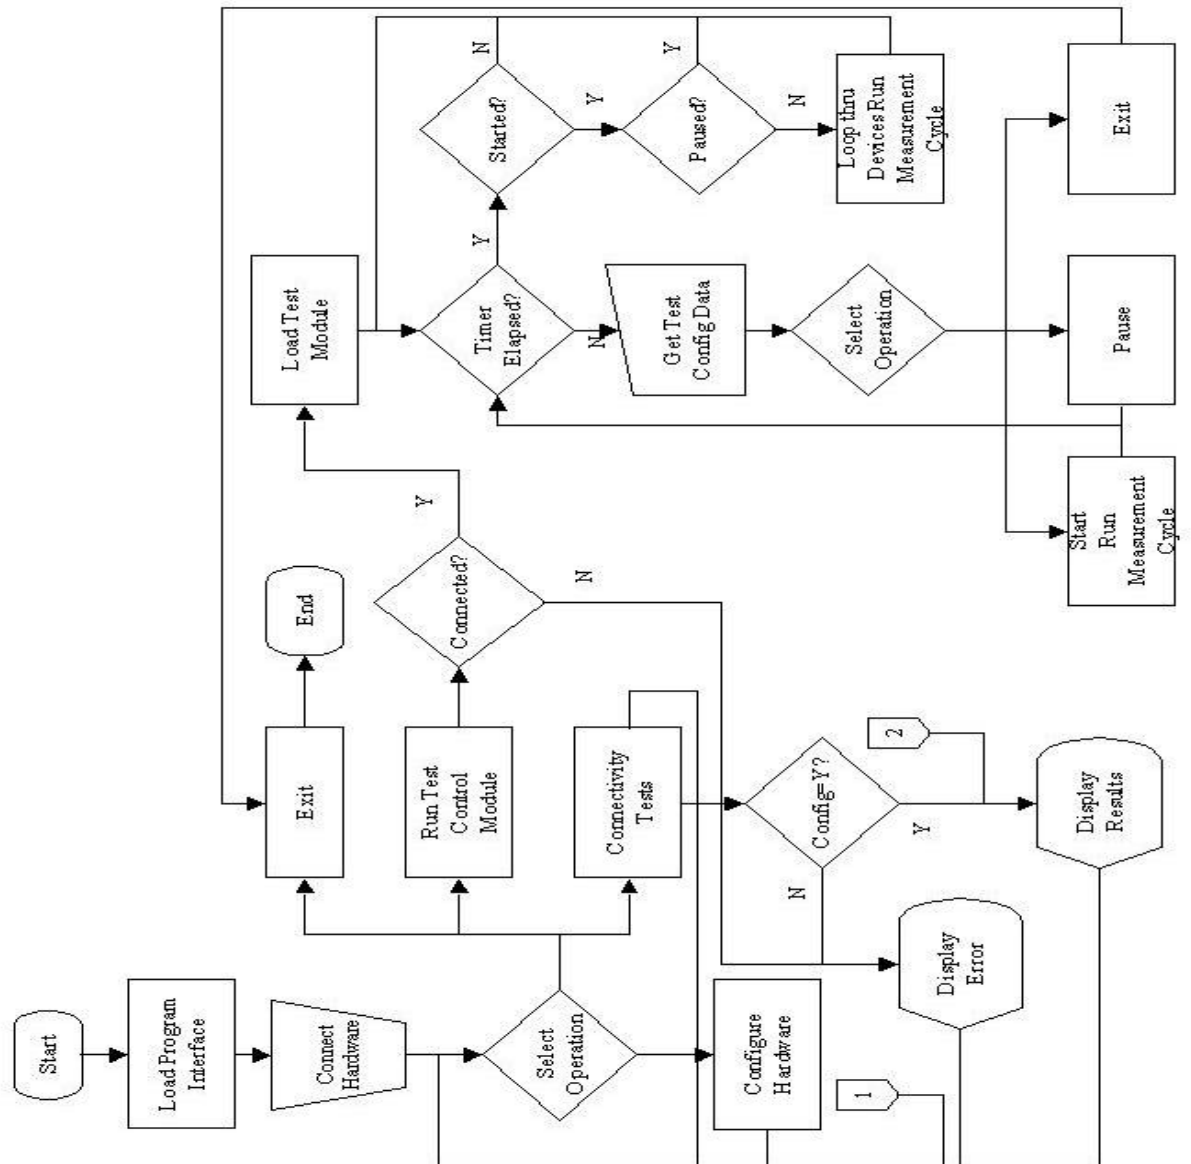 Start
Load Program
Interface
Connect
Hardware
Select
Operation
Configure
Hardware
1
Exit
End
Run Test
Control
Module
Connectivity
Tests
Connected?
Y
N
Config=Y?
N
Y
2
Display
Error
Display
Results
Load Test
Module
Timer
Elapsed?
Y
N
Started?
N
Y
Paused?
Y
N
Loop thru
Devices Run
Measurement
Cycle
Get Test
Config Data
Select
Operation
Start
Run
Measurement
Cycle
Pause
Exit